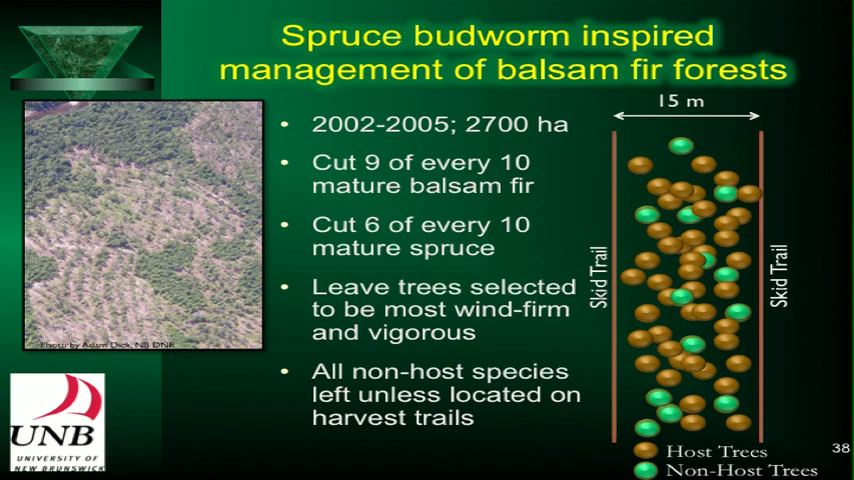 Spruce budworm inspired
management of balsam fir forests
15 m
• 2002-2005; 2700 ha
• Cut 9 of every 10
mature balsam fir
• Cut 6 of every 10
mature spruce
• Leave trees selected
to be most wind-firm
and vigorous
• All non-host species
left unless located on
harvest trails
Skid Trail
Skid Trail
Photo by Adam Dick, NB DNR
UNB
UNIVERSITY OF
NEW BRUNSWICK
Host Trees
Non-Host Trees
38